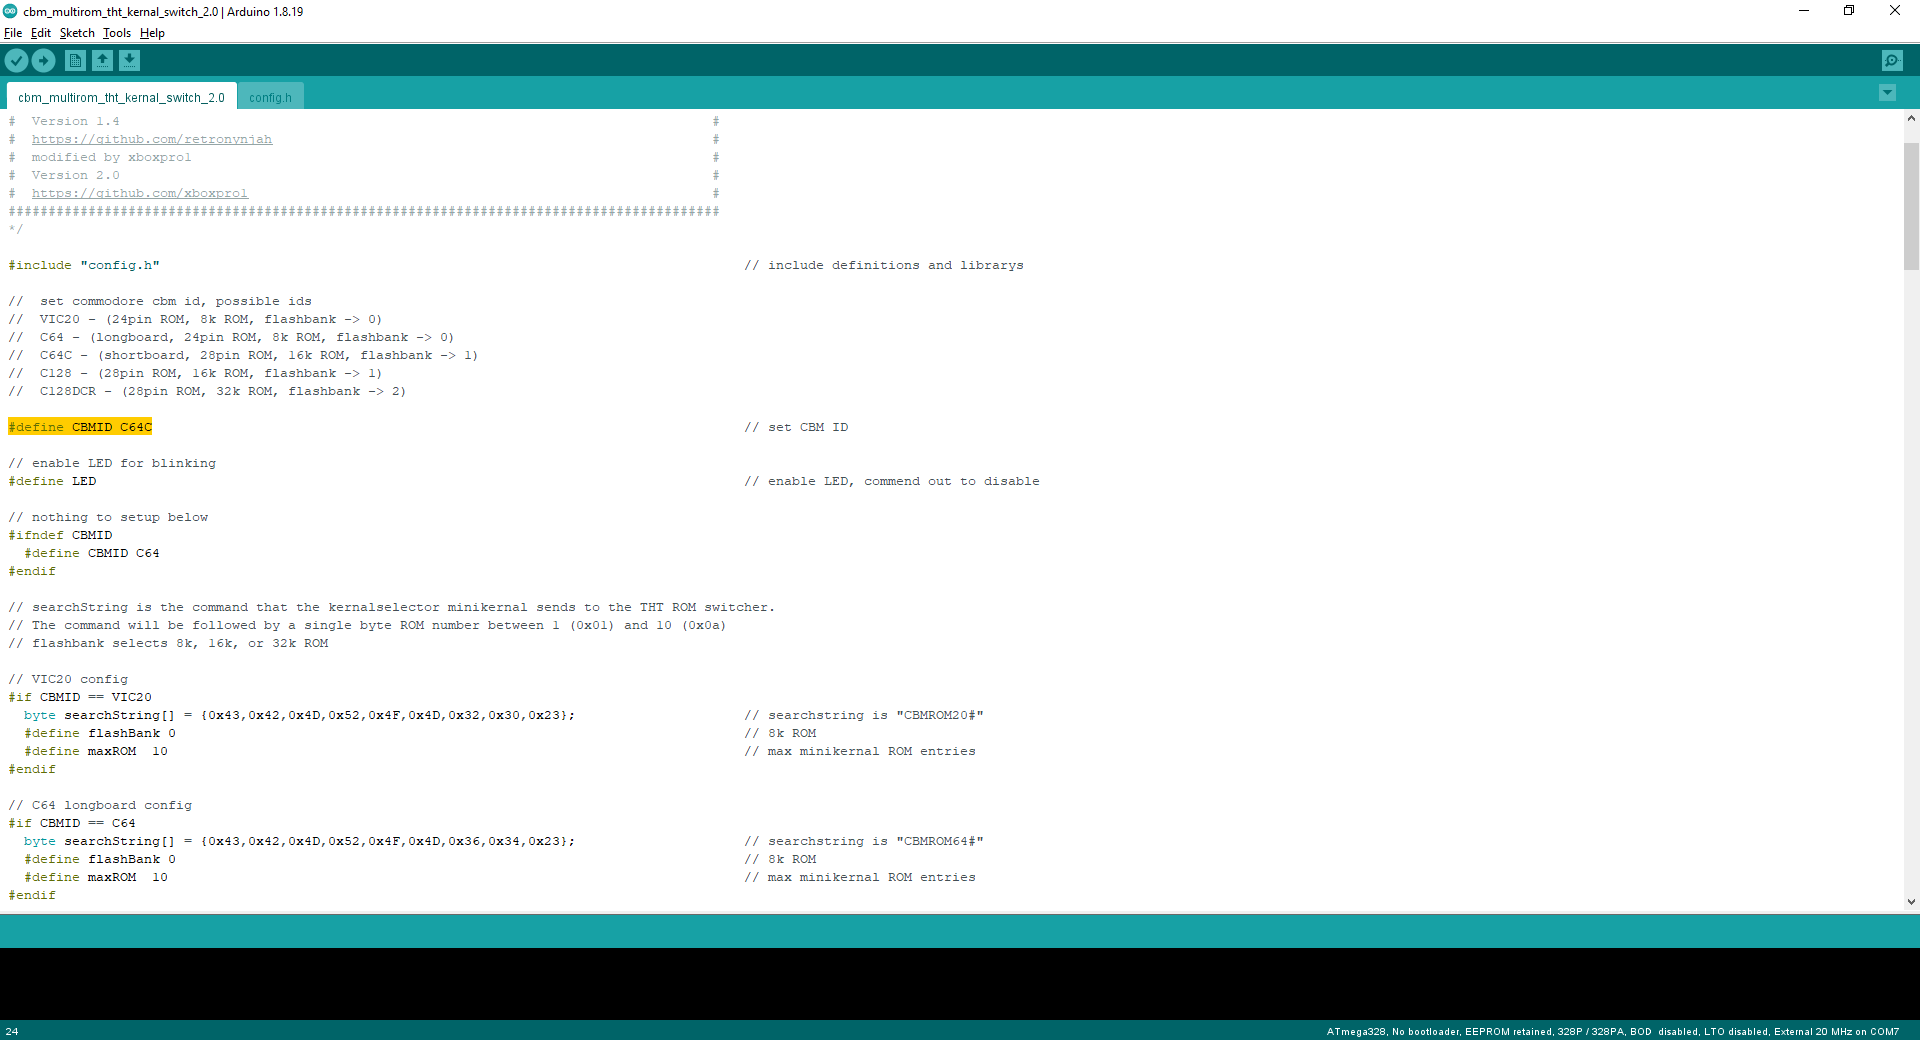 cbm_multirom_tht_kernal_switch_2.0 | Arduino 1.8.19
File Edit Sketch Tools Help
cbm_multirom_tht_kernal_switch_2.0 config.h
# Version 1.4 #
# https://github.com/retronynjah #
# modified by xboxpro1 #
# Version 2.0 #
# https://github.com/xboxpro1 #
#########################################################################################
*/
#include "config.h" // include definitions and librarys
// set commodore cbm id, possible ids
// VIC20 - (24pin ROM, 8k ROM, flashbank -> 0)
// C64 - (longboard, 24pin ROM, 8k ROM, flashbank -> 0)
// C64C - (shortboard, 28pin ROM, 16k ROM, flashbank -> 1)
// C128 - (28pin ROM, 16k ROM, flashbank -> 1)
// C128DCR - (28pin ROM, 32k ROM, flashbank -> 2)
#define CBMID C64C // set CBM ID
// enable LED for blinking
#define LED // enable LED, commend out to disable
// nothing to setup below
#ifndef CBMID
#define CBMID C64
#endif
// searchString is the command that the kernalselector minikernal sends to the THT ROM switcher.
// The command will be followed by a single byte ROM number between 1 (0x01) and 10 (0x0a)
// flashbank selects 8k, 16k, or 32k ROM
// VIC20 config
#if CBMID == VIC20
byte searchString[] = {0x43,0x42,0x4D,0x52,0x4F,0x4D,0x32,0x30,0x23}; // searchstring is "CBMROM20#"
#define flashBank 0 // 8k ROM
#define maxROM 10 // max minikernal ROM entries
#endif
// C64 longboard config
#if CBMID == C64
byte searchString[] = {0x43,0x42,0x4D,0x52,0x4F,0x4D,0x36,0x34,0x23}; // searchstring is "CBMROM64#"
#define flashBank 0 // 8k ROM
#define maxROM 10 // max minikernal ROM entries
#endif
24 ATmega328, No bootloader, EEPROM retained, 328P / 328PA, BOD disabled, LTO disabled, External 20 MHz on COM7